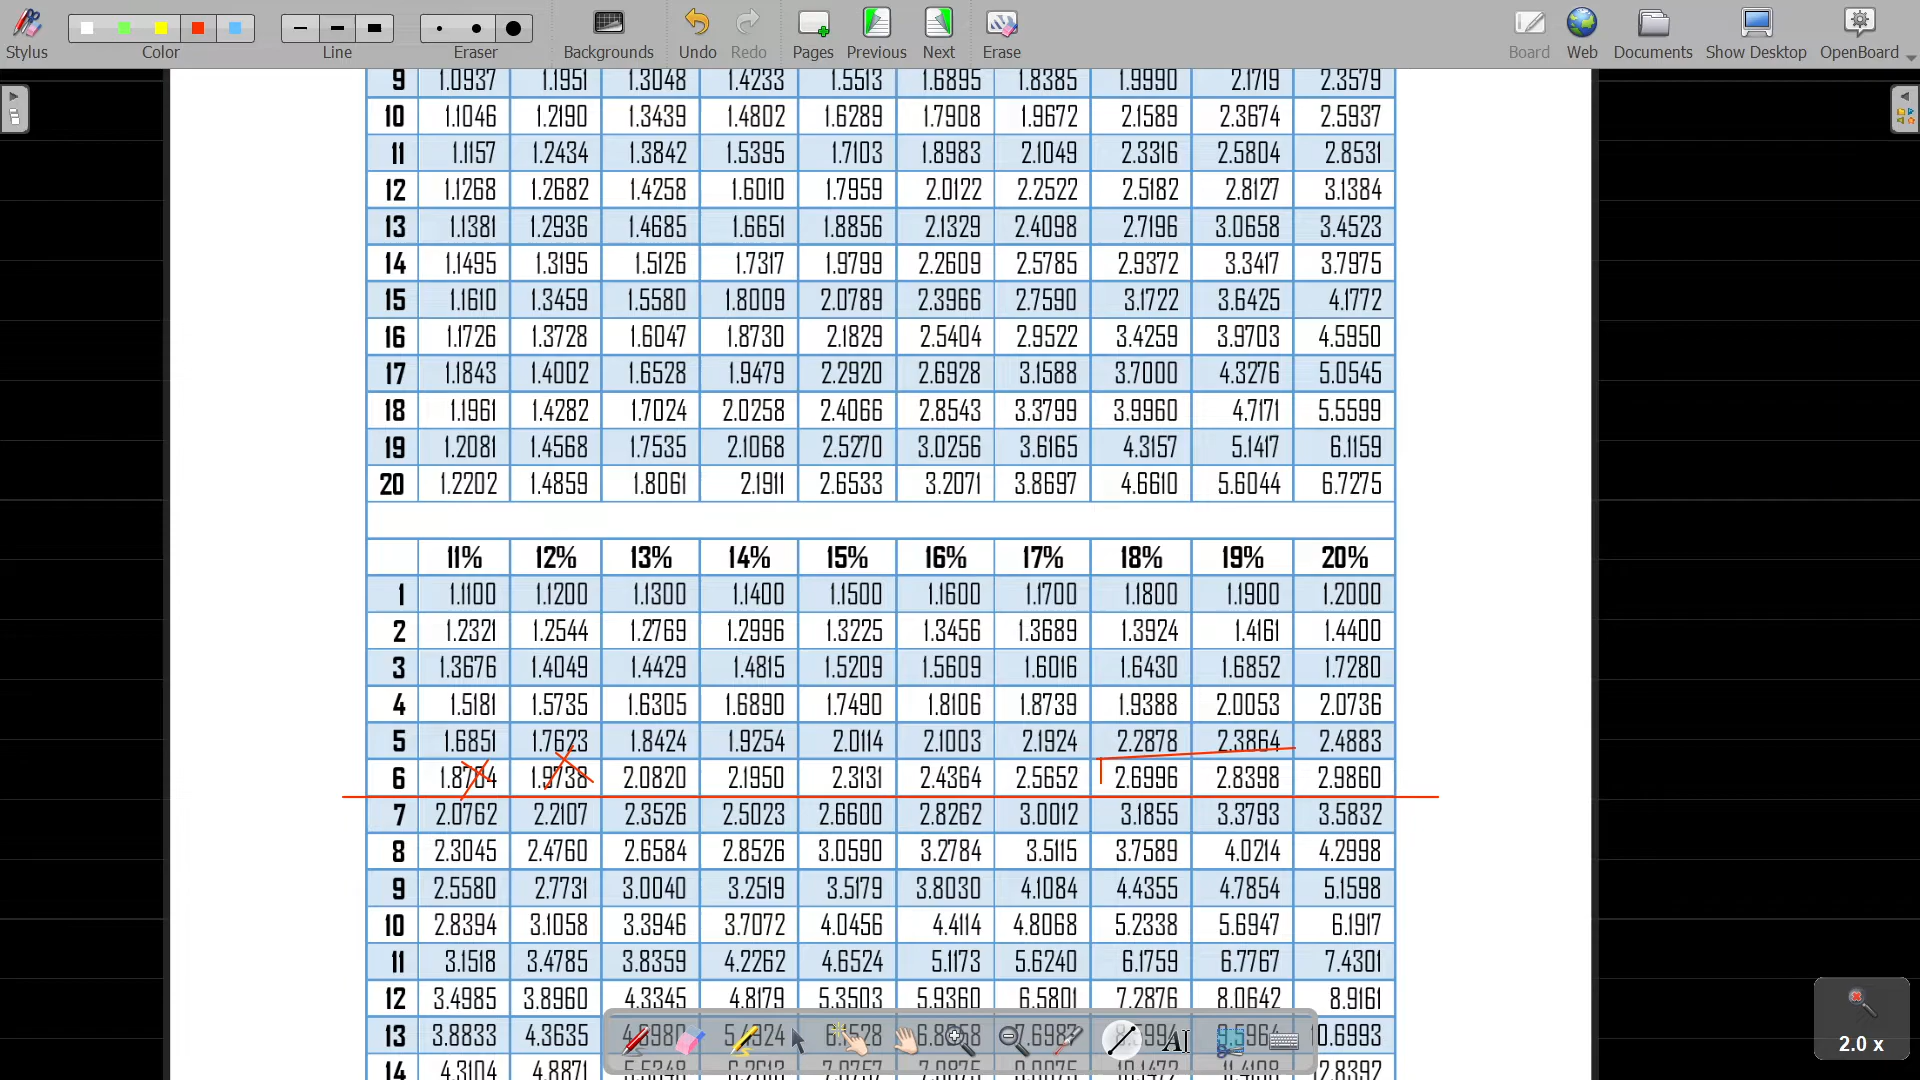 Stylus Color Line Eraser Backgrounds Undo Redo Pages Previous Next Erase Board Web Documents Show Desktop OpenBoard
9 1.0937 1.1951 1.3048 1.4233 1.5513 1.6895 1.8385 1.9990 2.1719 2.3579
10 1.1046 1.2190 1.3439 1.4802 1.6289 1.7908 1.9672 2.1589 2.3674 2.5937
11 1.1157 1.2434 1.3842 1.5395 1.7103 1.8983 2.1049 2.3316 2.5804 2.8531
12 1.1268 1.2682 1.4258 1.6010 1.7959 2.0122 2.2522 2.5182 2.8127 3.1384
13 1.1381 1.2936 1.4685 1.6651 1.8856 2.1329 2.4098 2.7196 3.0658 3.4523
14 1.1495 1.3195 1.5126 1.7317 1.9799 2.2609 2.5785 2.9372 3.3417 3.7975
15 1.1610 1.3459 1.5580 1.8009 2.0789 2.3966 2.7590 3.1722 3.6425 4.1772
16 1.1726 1.3728 1.6047 1.8730 2.1829 2.5404 2.9522 3.4259 3.9703 4.5950
17 1.1843 1.4002 1.6528 1.9479 2.2920 2.6928 3.1588 3.7000 4.3276 5.0545
18 1.1961 1.4282 1.7024 2.0258 2.4066 2.8543 3.3799 3.9960 4.7171 5.5599
19 1.2081 1.4568 1.7535 2.1068 2.5270 3.0256 3.6165 4.3157 5.1417 6.1159
20 1.2202 1.4859 1.8061 2.1911 2.6533 3.2071 3.8697 4.6610 5.6044 6.7275
11% 12% 13% 14% 15% 16% 17% 18% 19% 20%
1 1.1100 1.1200 1.1300 1.1400 1.1500 1.1600 1.1700 1.1800 1.1900 1.2000
2 1.2321 1.2544 1.2769 1.2996 1.3225 1.3456 1.3689 1.3924 1.4161 1.4400
3 1.3676 1.4049 1.4429 1.4815 1.5209 1.5609 1.6016 1.6430 1.6852 1.7280
4 1.5181 1.5735 1.6305 1.6890 1.7490 1.8106 1.8739 1.9388 2.0053 2.0736
5 1.6851 1.7623 1.8424 1.9254 2.0114 2.1003 2.1924 2.2878 2.3864 2.4883
6 1.8704 1.9738 2.0820 2.1950 2.3131 2.4364 2.5652 2.6996 2.8398 2.9860
7 2.0762 2.2107 2.3526 2.5023 2.6600 2.8262 3.0012 3.1855 3.3793 3.5832
8 2.3045 2.4760 2.6584 2.8526 3.0590 3.2784 3.5115 3.7589 4.0214 4.2998
9 2.5580 2.7731 3.0040 3.2519 3.5179 3.8030 4.1084 4.4355 4.7854 5.1598
10 2.8394 3.1058 3.3946 3.7072 4.0456 4.4114 4.8068 5.2338 5.6947 6.1917
11 3.1518 3.4785 3.8359 4.2262 4.6524 5.1173 5.6240 6.1759 6.7767 7.4301
12 3.4985 3.8960 4.3345 4.8179 5.3503 5.9360 6.5801 7.2876 8.0642 8.9161
13 3.8833 4.3635
14 4.3104 4.8871
2.0 x